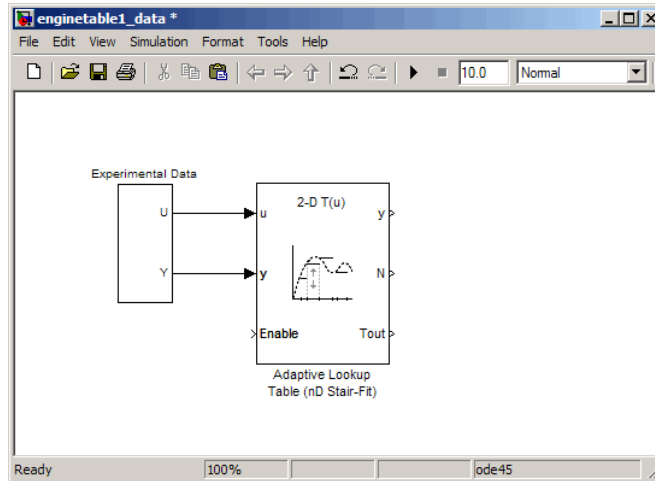 enginetable1_data *
File Edit View Simulation Format Tools Help
10.0 Normal
Experimental Data
U
Y
2-D T(u)
u
y
y
N
Enable
Tout
Adaptive Lookup
Table (nD Stair-Fit)
Ready 100% ode45